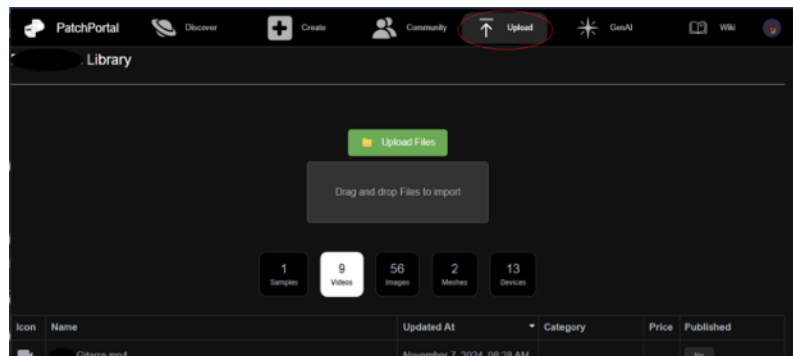 PatchPortal Discover Create Community Upload GenAI Wiki
Library
Upload Files
Drag and drop Files to import
1 9 56 2 13
Samples Videos Images Meshes Devices
Icon Name Updated At Category Price Published
Gitarre.mp4 November 7, 2024, 08:28 AM No